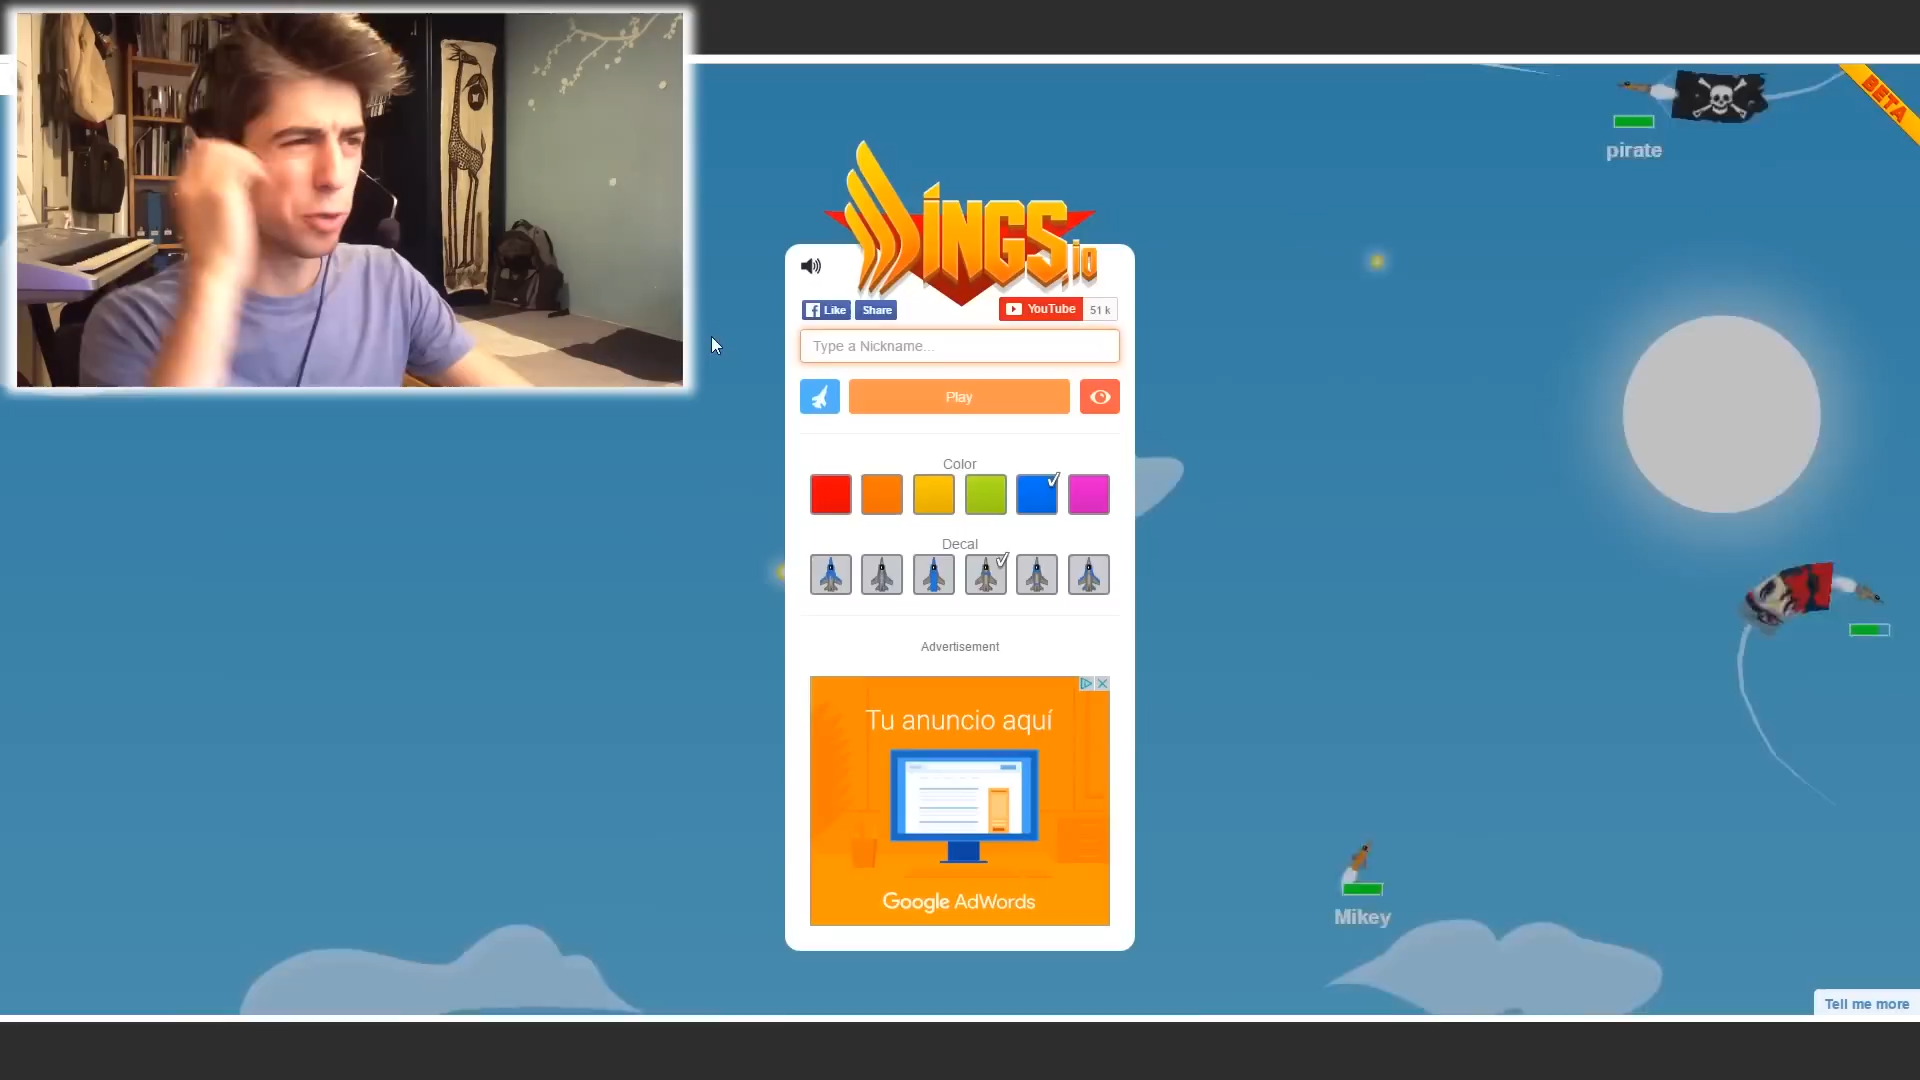 BETA
pirate
WiNGS.io
Like
Share
YouTube
51 k
Type a Nickname...
Play
Color
Decal
Advertisement
Tu anuncio aquí
Google AdWords
Mikey
Tell me more